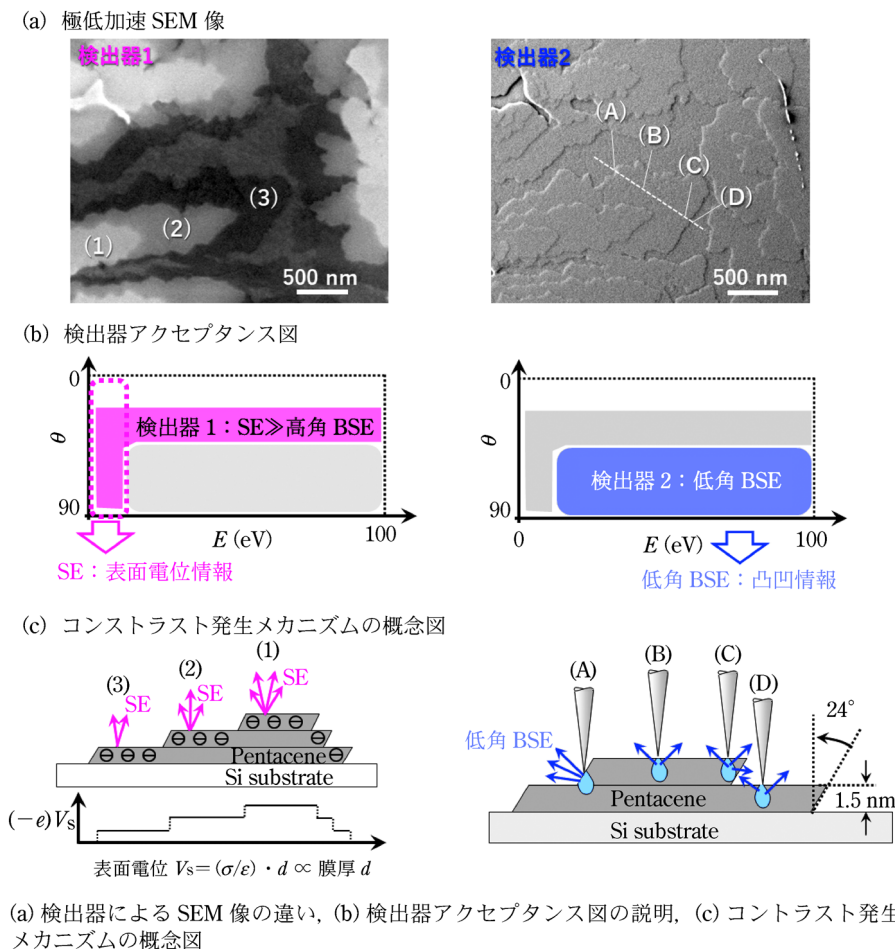 (a) 極低加速 SEM 像
検出器1
(1)
(2)
(3)
500 nm
検出器2
(A)
(B)
(C)
(D)
500 nm
(b) 検出器アクセプタンス図
0
θ
90
検出器 1：SE≫高角 BSE
E (eV)
100
SE：表面電位情報
0
θ
90
検出器 2：低角 BSE
0
E (eV)
100
低角 BSE：凸凹情報
(c) コンストラスト発生メカニズムの概念図
(1)
(2)
(3)
SE
SE
SE
Pentacene
Si substrate
(−e)Vs
表面電位 Vs＝(σ/ε)・d ∝ 膜厚 d
(A)
(B)
(C)
(D)
低角 BSE
24°
1.5 nm
Pentacene
Si substrate
(a) 検出器による SEM 像の違い, (b) 検出器アクセプタンス図の説明, (c) コントラスト発生
メカニズムの概念図